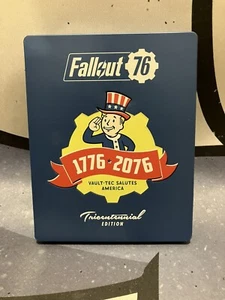 Fallout 76
1776 - 2076
VAULT-TEC SALUTES
AMERICA
Tricentennial
EDITION